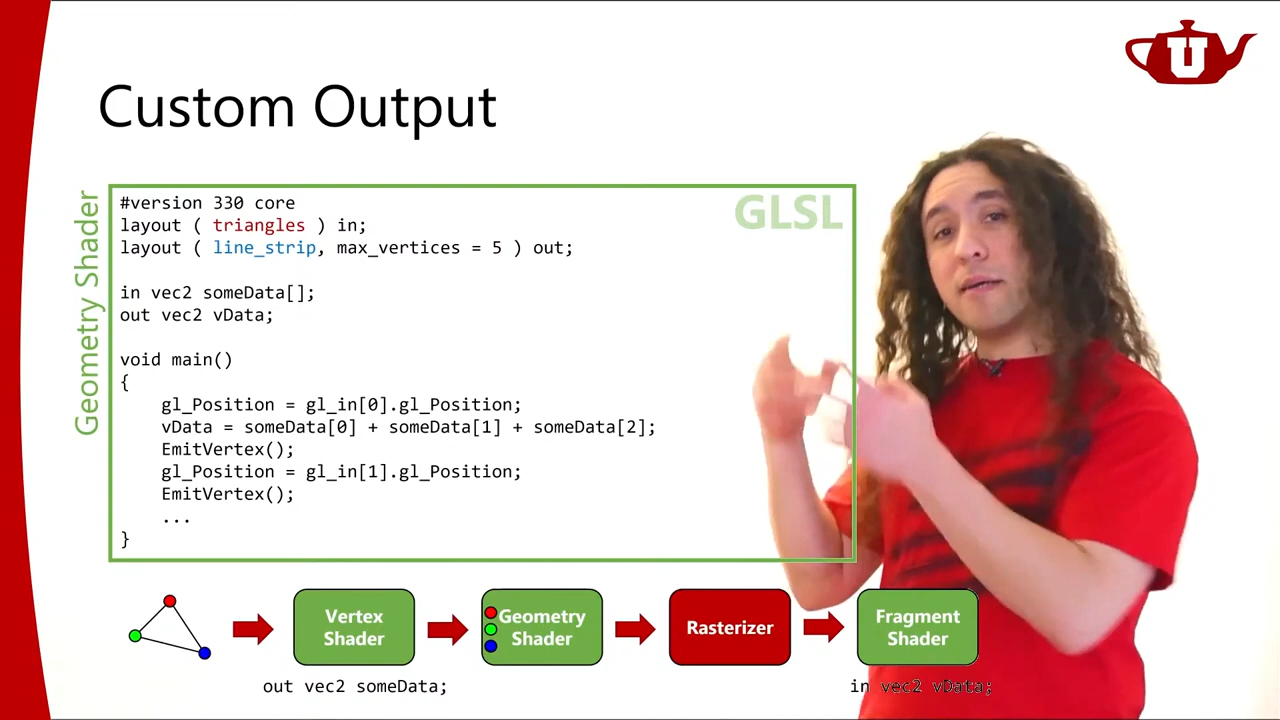 U
Custom Output
Geometry Shader
GLSL
#version 330 core
layout ( triangles ) in;
layout ( line_strip, max_vertices = 5 ) out;
in vec2 someData[];
out vec2 vData;
void main()
{
gl_Position = gl_in[0].gl_Position;
vData = someData[0] + someData[1] + someData[2];
EmitVertex();
gl_Position = gl_in[1].gl_Position;
EmitVertex();
...
}
Vertex
Shader
Geometry
Shader
Rasterizer
Fragment
Shader
out vec2 someData;
in vec2 vData;